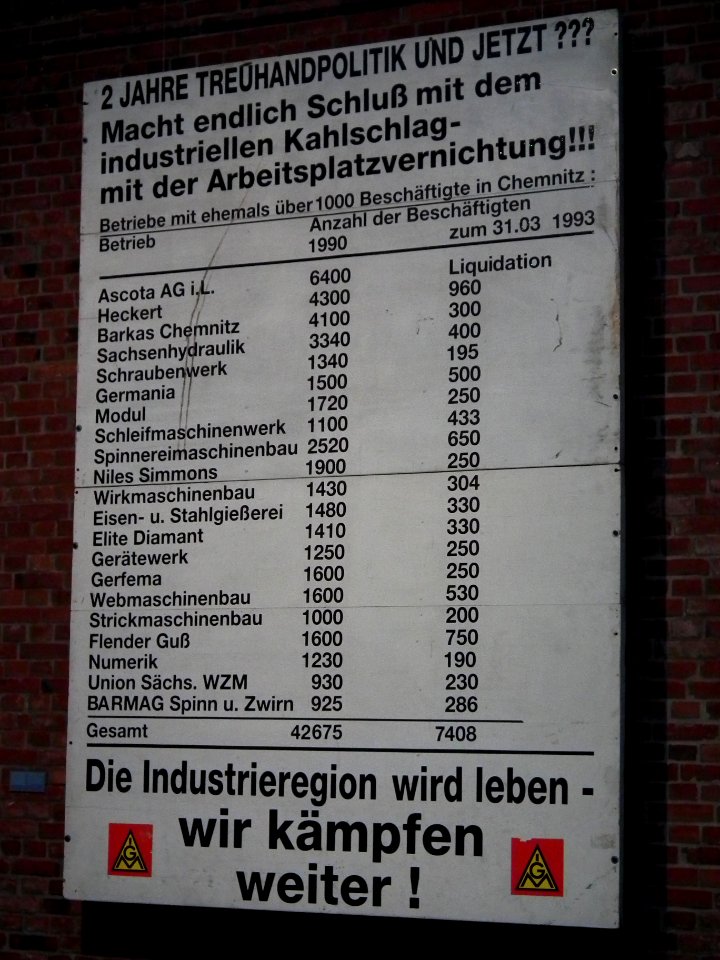 2 JAHRE TREUHANDPOLITIK UND JETZT ???
Macht endlich Schluß mit dem
industriellen Kahlschlag-
mit der Arbeitsplatzvernichtung!!!
Betriebe mit ehemals über 1000 Beschäftigte in Chemnitz :
Betrieb Anzahl der Beschäftigten
1990 zum 31.03 1993
Ascota AG i.L. 6400 Liquidation
Heckert 4300 960
Barkas Chemnitz 4100 300
Sachsenhydraulik 3340 400
Schraubenwerk 1340 195
Germania 1500 500
Modul 1720 250
Schleifmaschinenwerk 1100 433
Spinnereimaschinenbau 2520 650
Niles Simmons 1900 250
Wirkmaschinenbau 1430 304
Eisen- u. Stahlgießerei 1480 330
Elite Diamant 1410 330
Gerätewerk 1250 250
Gerfema 1600 250
Webmaschinenbau 1600 530
Strickmaschinenbau 1000 200
Flender Guß 1600 750
Numerik 1230 190
Union Sächs. WZM 930 230
BARMAG Spinn u. Zwirn 925 286
Gesamt 42675 7408
Die Industrieregion wird leben -
wir kämpfen
weiter !
IGM
IGM